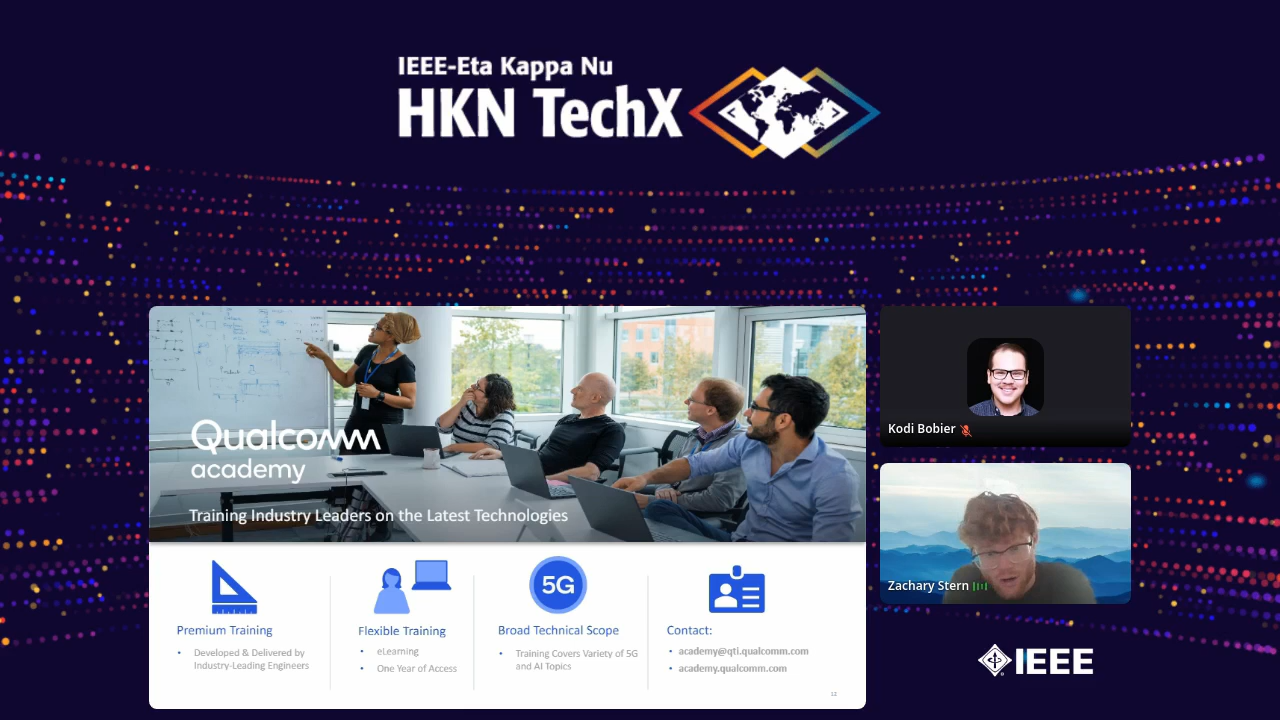 IEEE-Eta Kappa Nu
HKN TechX
Qualcomm
academy
Training Industry Leaders on the Latest Technologies
5G
Premium Training
• Developed & Delivered by
Industry-Leading Engineers
Flexible Training
• eLearning
• One Year of Access
Broad Technical Scope
• Training Covers Variety of 5G
and AI Topics
Contact:
• academy@qti.qualcomm.com
• academy.qualcomm.com
12
Kodi Bobier
Zachary Stern
IEEE